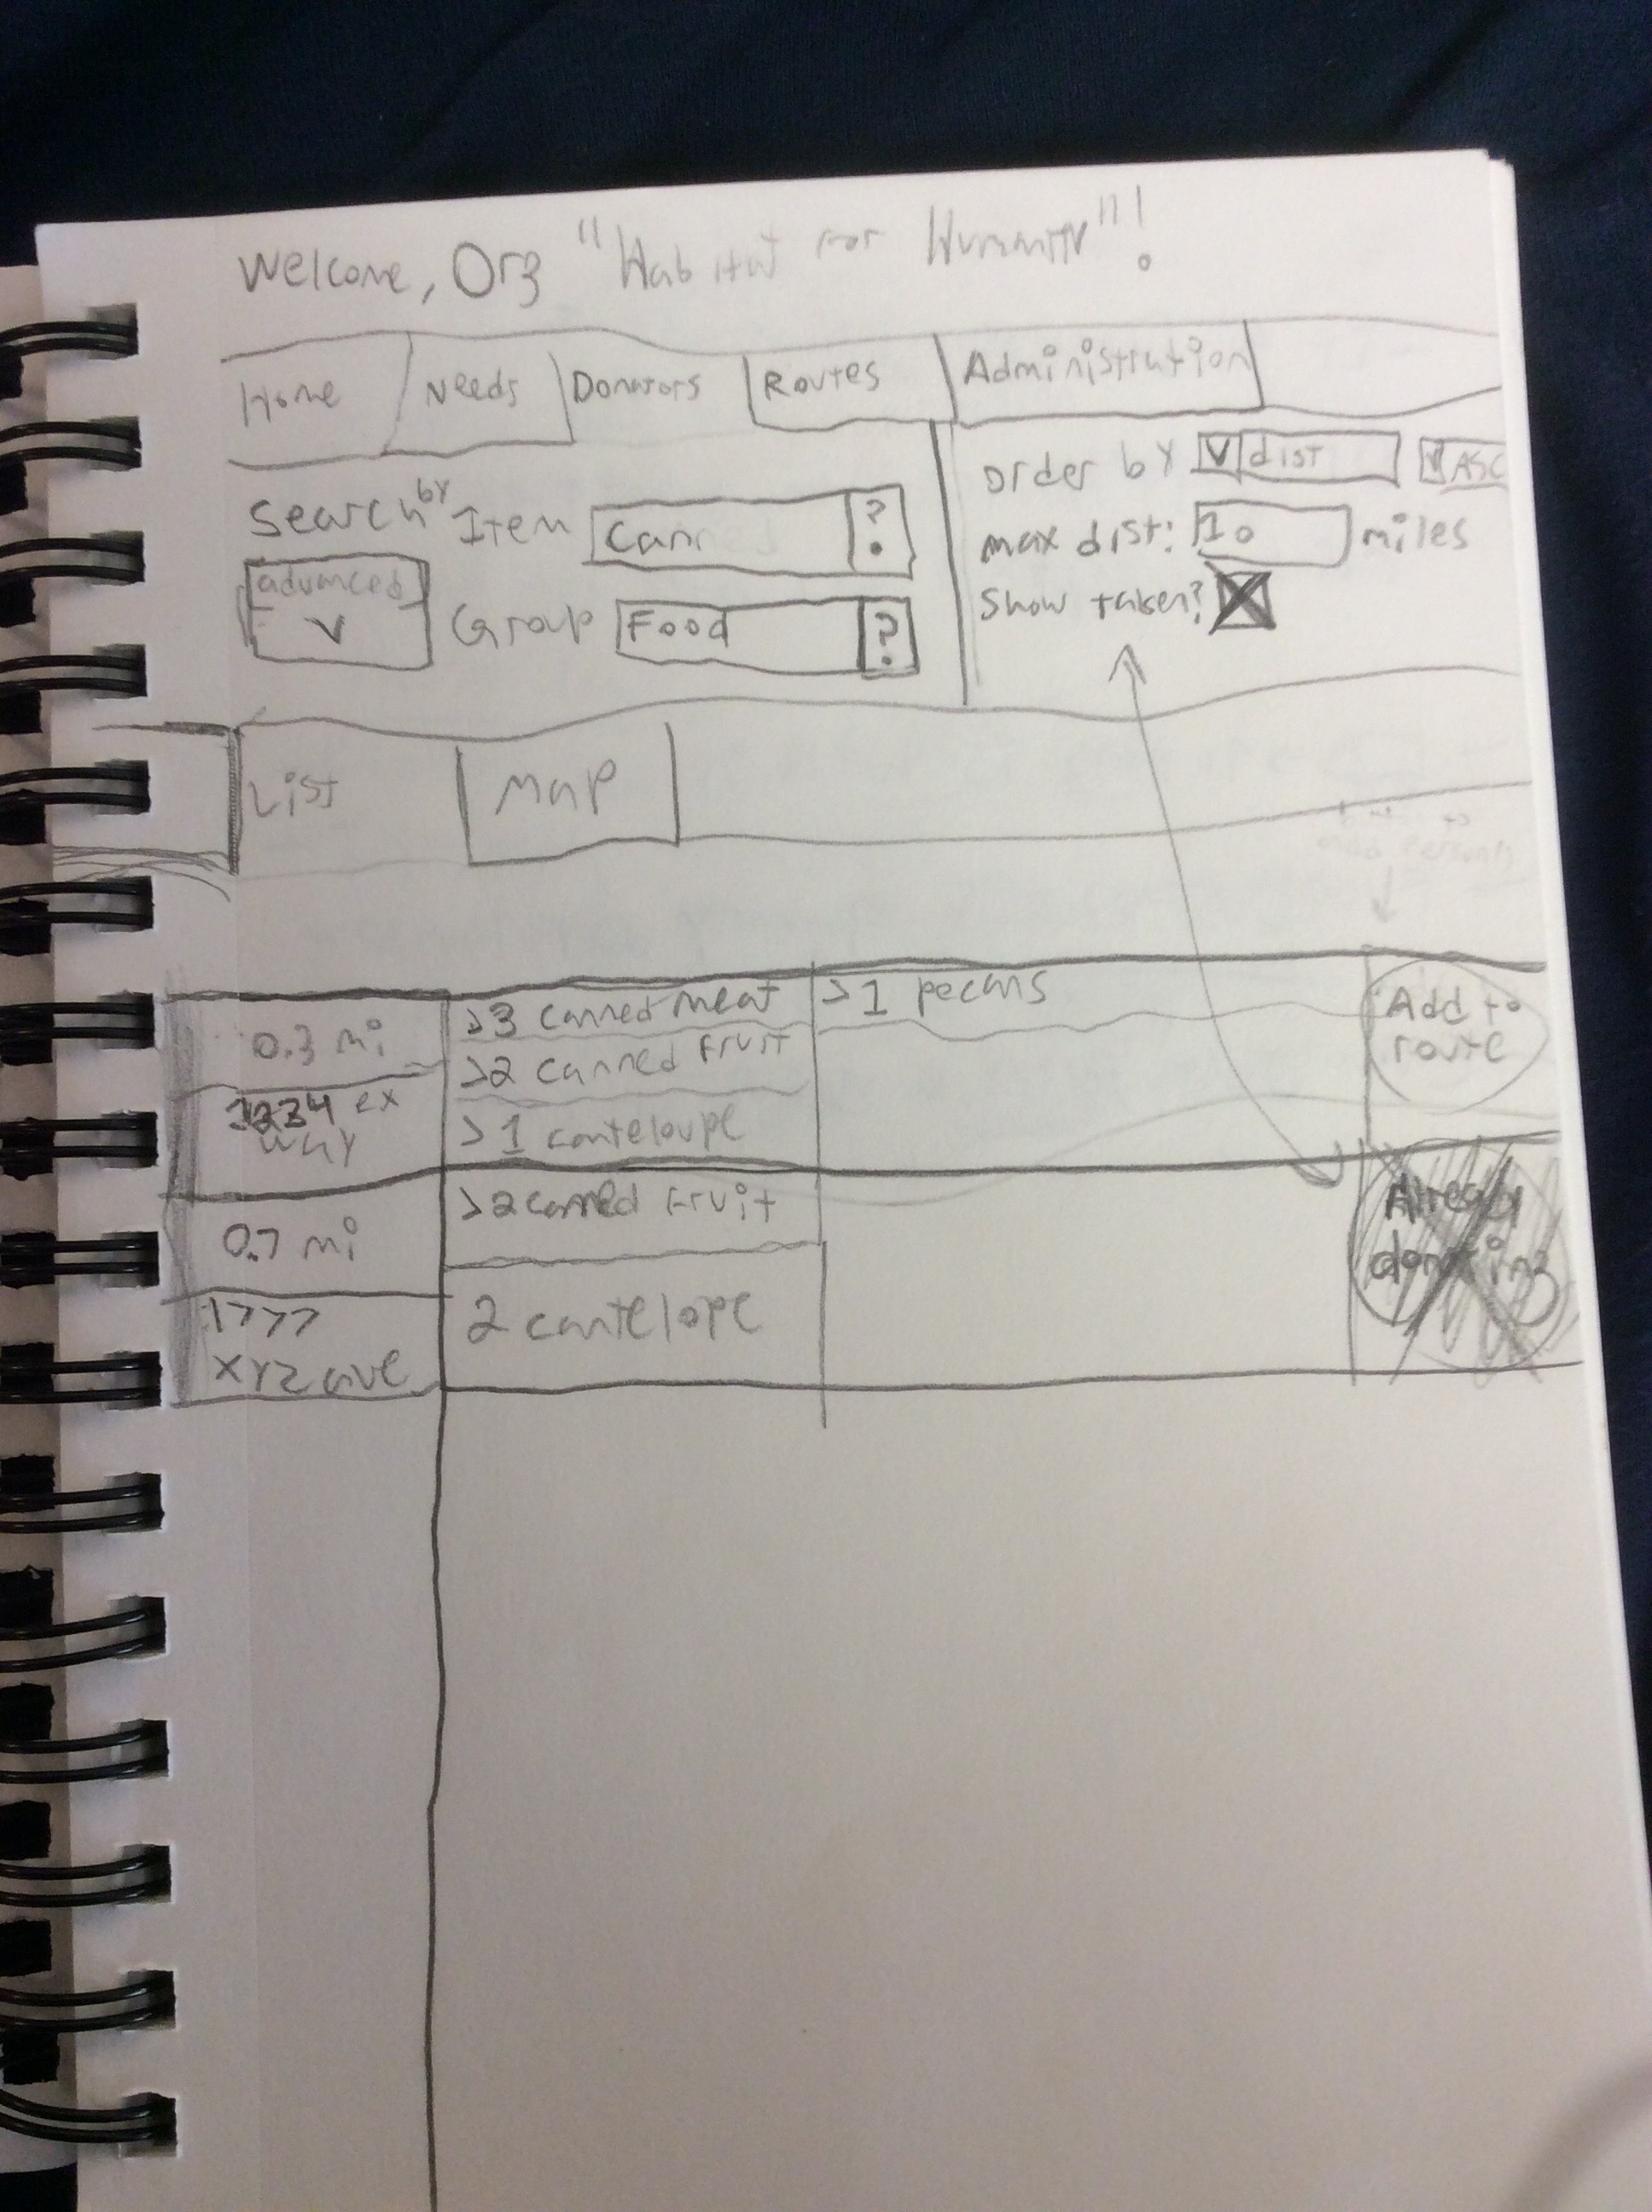 Welcome, Org "Habitat for Humanity"!
Home Needs Donators Routes Administration
Search by Item Cann ?
advanced V
Group Food ?
Order by V dist V ASC
max dist: 10 miles
Show taken? X
List Map
0.3 mi
1234 ex
way
>3 canned meat
>2 canned fruit
>1 canteloupe
>1 pecans
Add to
route
0.7 mi
1777
XYZ ave
>2 canned fruit
2 cantelope
Already
donating